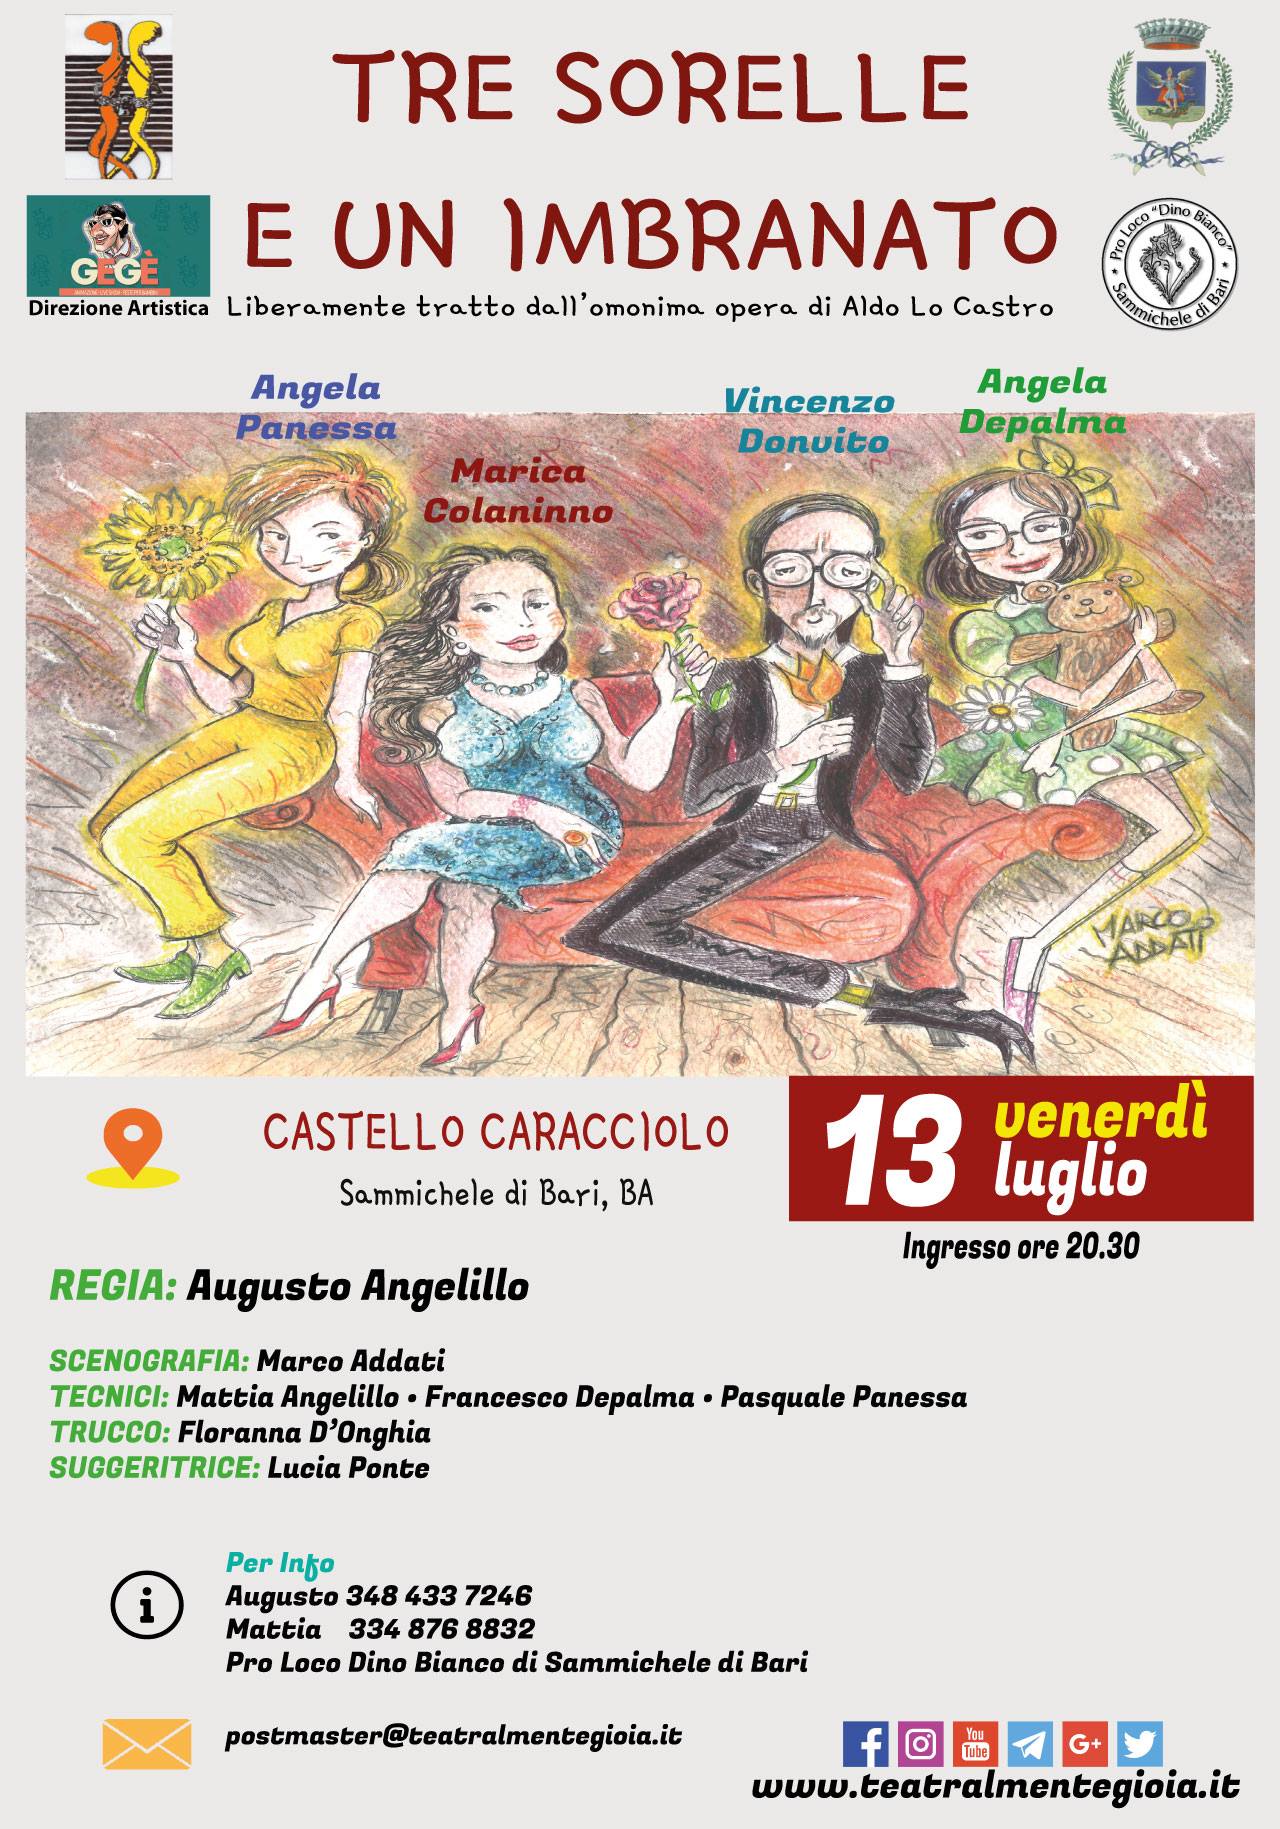 TRE SORELLE
E UN IMBRANATO
GEGÈ
Direzione Artistica
Liberamente tratto dall'omonima opera di Aldo Lo Castro
Pro Loco "Dino Bianco"
Sammichele di Bari
Angela
Panessa
Marica
Colaninno
Vincenzo
Donvito
Angela
Depalma
MARCO
ADDATI
CASTELLO CARACCIOLO
Sammichele di Bari, BA
13 venerdì
luglio
Ingresso ore 20.30
REGIA: Augusto Angelillo
SCENOGRAFIA: Marco Addati
TECNICI: Mattia Angelillo • Francesco Depalma • Pasquale Panessa
TRUCCO: Floranna D'Onghia
SUGGERITRICE: Lucia Ponte
Per Info
Augusto 348 433 7246
Mattia 334 876 8832
Pro Loco Dino Bianco di Sammichele di Bari
postmaster@teatralmentegioia.it
You
Tube
G+
www.teatralmentegioia.it